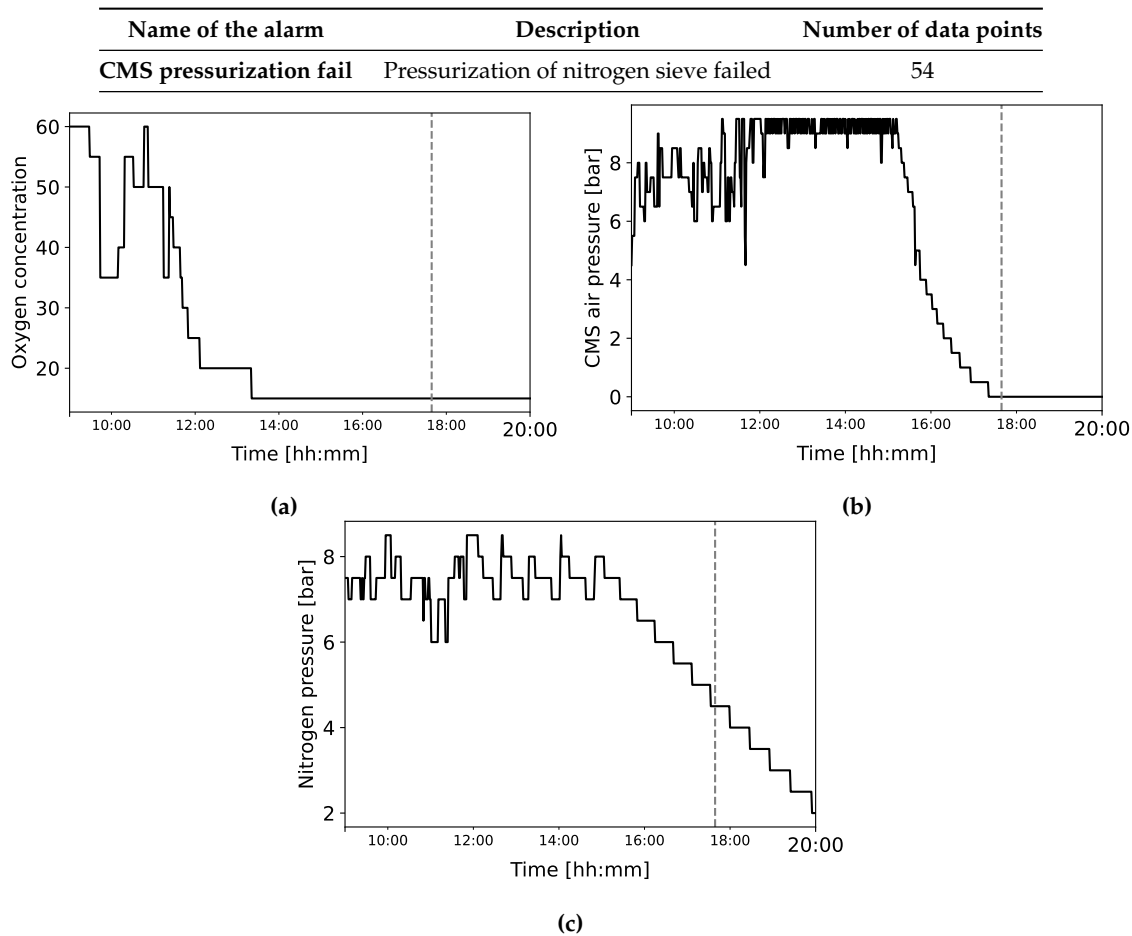 Name of the alarm Description Number of data points
CMS pressurization fail Pressurization of nitrogen sieve failed 54
60
50
40
30
20
Oxygen concentration
10:00 12:00 14:00 16:00 18:00 20:00
Time [hh:mm]
(a)
8
6
4
2
0
CMS air pressure [bar]
10:00 12:00 14:00 16:00 18:00 20:00
Time [hh:mm]
(b)
8
6
4
2
Nitrogen pressure [bar]
10:00 12:00 14:00 16:00 18:00 20:00
Time [hh:mm]
(c)